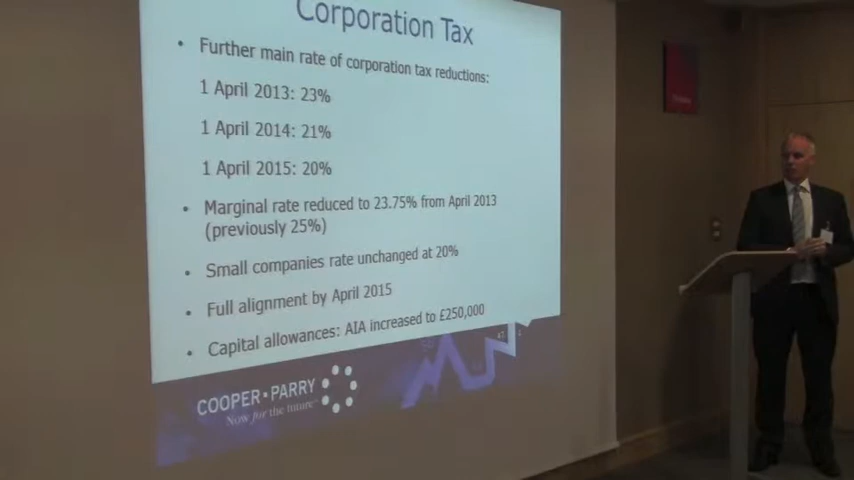 Corporation Tax
• Further main rate of corporation tax reductions:
1 April 2013: 23%
1 April 2014: 21%
1 April 2015: 20%
• Marginal rate reduced to 23.75% from April 2013
(previously 25%)
• Small companies rate unchanged at 20%
• Full alignment by April 2015
• Capital allowances: AIA increased to £250,000
COOPER•PARRY
Now for the future